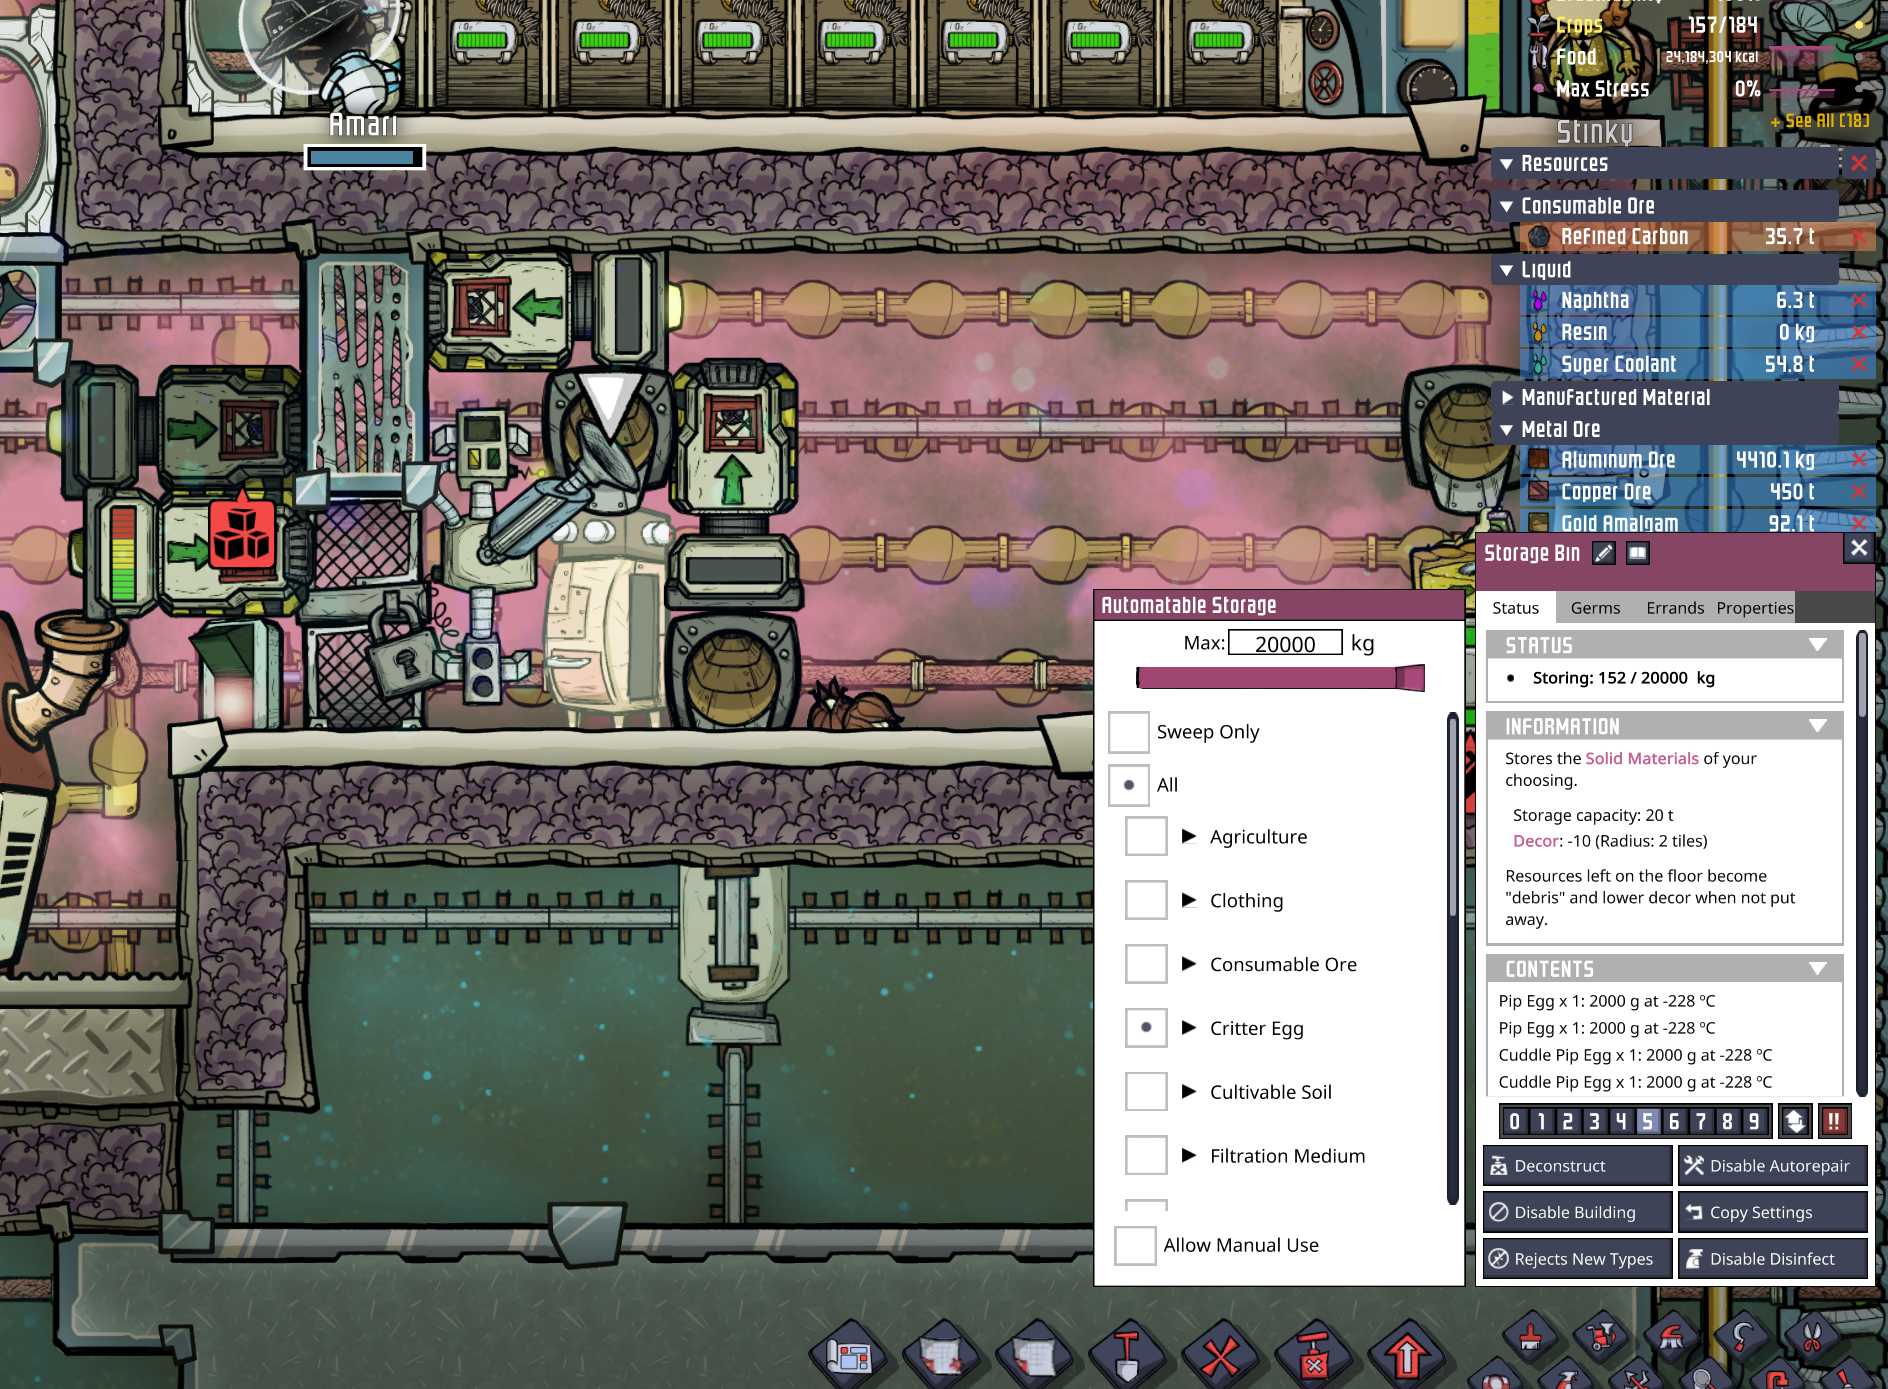 Crops 157/184
Food 24,184,304 kcal
Max Stress 0%
+ See All (18)
Stinky
Amari
Resources
Consumable Ore
Refined Carbon 35.7 t
Liquid
Naphtha 6.3 t
Resin 0 kg
Super Coolant 54.8 t
Manufactured Material
Metal Ore
Aluminum Ore 4410.1 kg
Copper Ore 450 t
Gold Amalgam 92.1 t
Automatable Storage
Max: 20000 kg
Sweep Only
All
Agriculture
Clothing
Consumable Ore
Critter Egg
Cultivable Soil
Filtration Medium
Allow Manual Use
Storage Bin
Status Germs Errands Properties
STATUS
Storing: 152 / 20000 kg
INFORMATION
Stores the Solid Materials of your
choosing.
Storage capacity: 20 t
Decor: -10 (Radius: 2 tiles)
Resources left on the floor become
"debris" and lower decor when not put
away.
CONTENTS
Pip Egg x 1: 2000 g at -228 ºC
Pip Egg x 1: 2000 g at -228 ºC
Cuddle Pip Egg x 1: 2000 g at -228 ºC
Cuddle Pip Egg x 1: 2000 g at -228 ºC
0 1 2 3 4 5 6 7 8 9 !!
Deconstruct Disable Autorepair
Disable Building Copy Settings
Rejects New Types Disable Disinfect